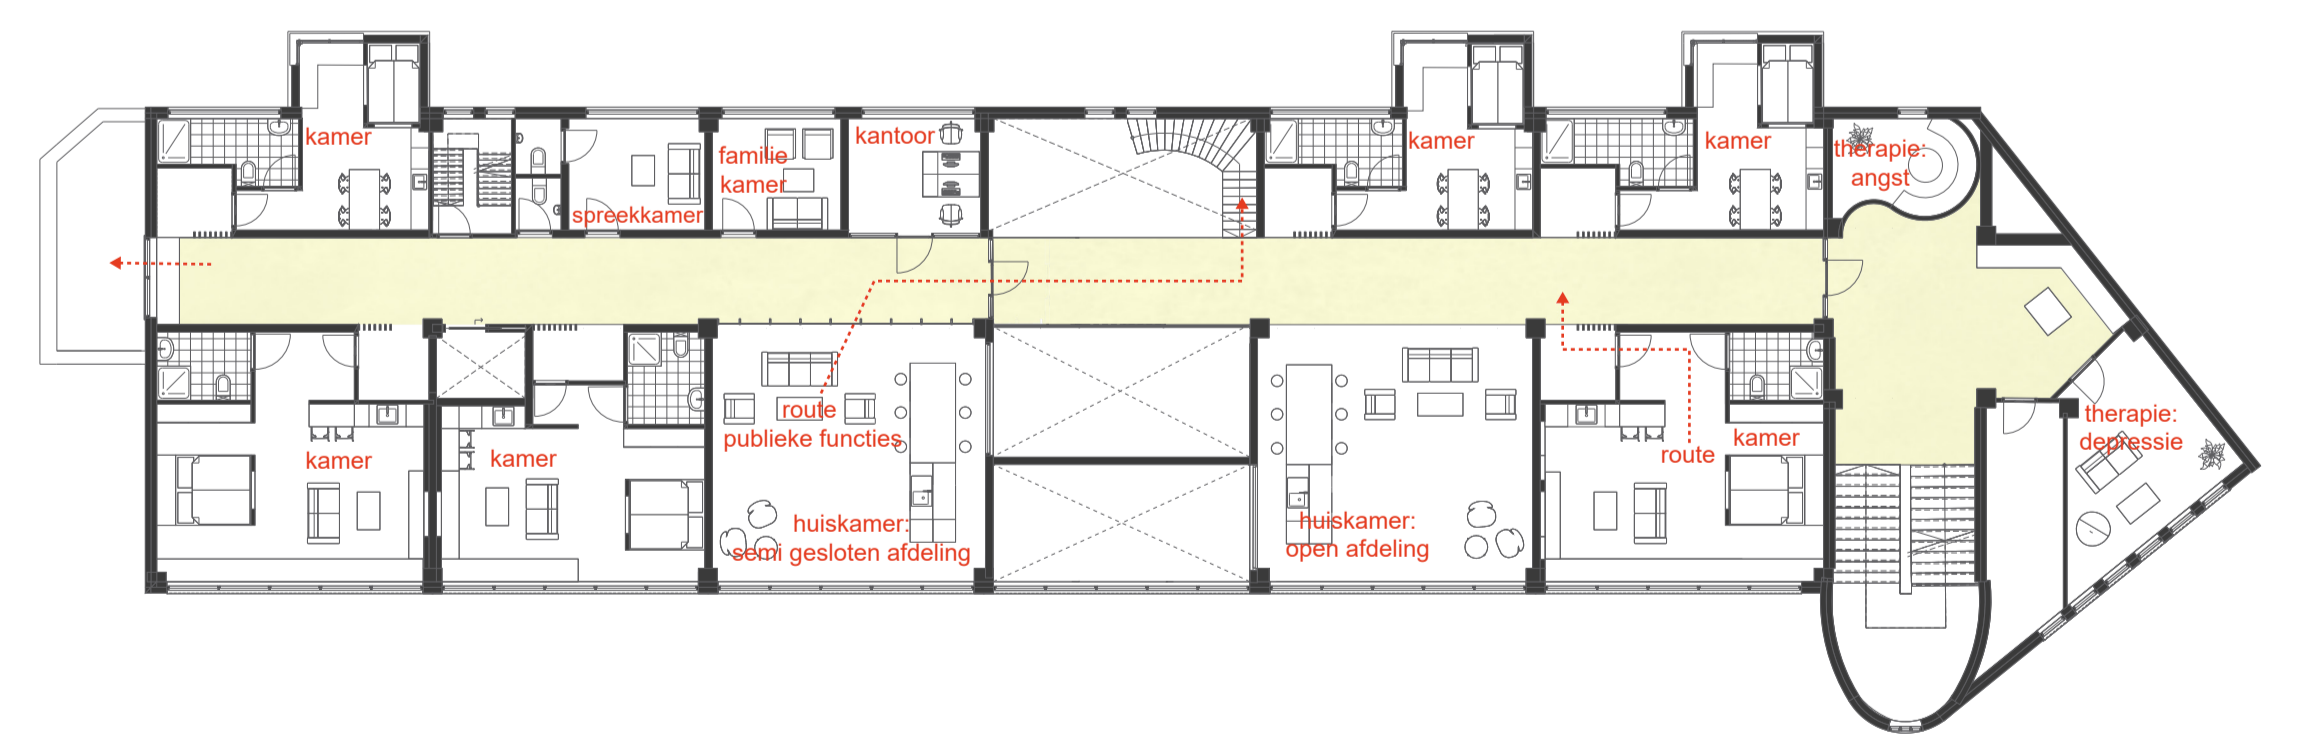 kamer
familie
kamer
kantoor
spreekkamer
kamer
kamer
therapie:
angst
kamer
kamer
route
publieke functies
huiskamer:
semi gesloten afdeling
huiskamer:
open afdeling
route
kamer
therapie:
depressie